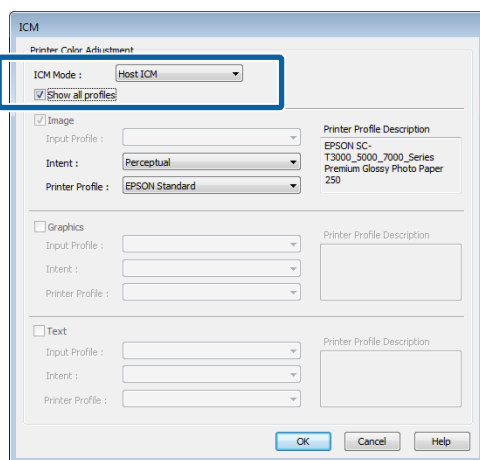 ICM
Printer Color Adjustment
ICM Mode : Host ICM
Show all profiles
Image
Input Profile :
Printer Profile Description
Intent : Perceptual
EPSON SC-
T3000_5000_7000_Series
Premium Glossy Photo Paper
250
Printer Profile : EPSON Standard
Graphics
Input Profile :
Printer Profile Description
Intent :
Printer Profile :
Text
Input Profile :
Printer Profile Description
Intent :
Printer Profile :
OK Cancel Help